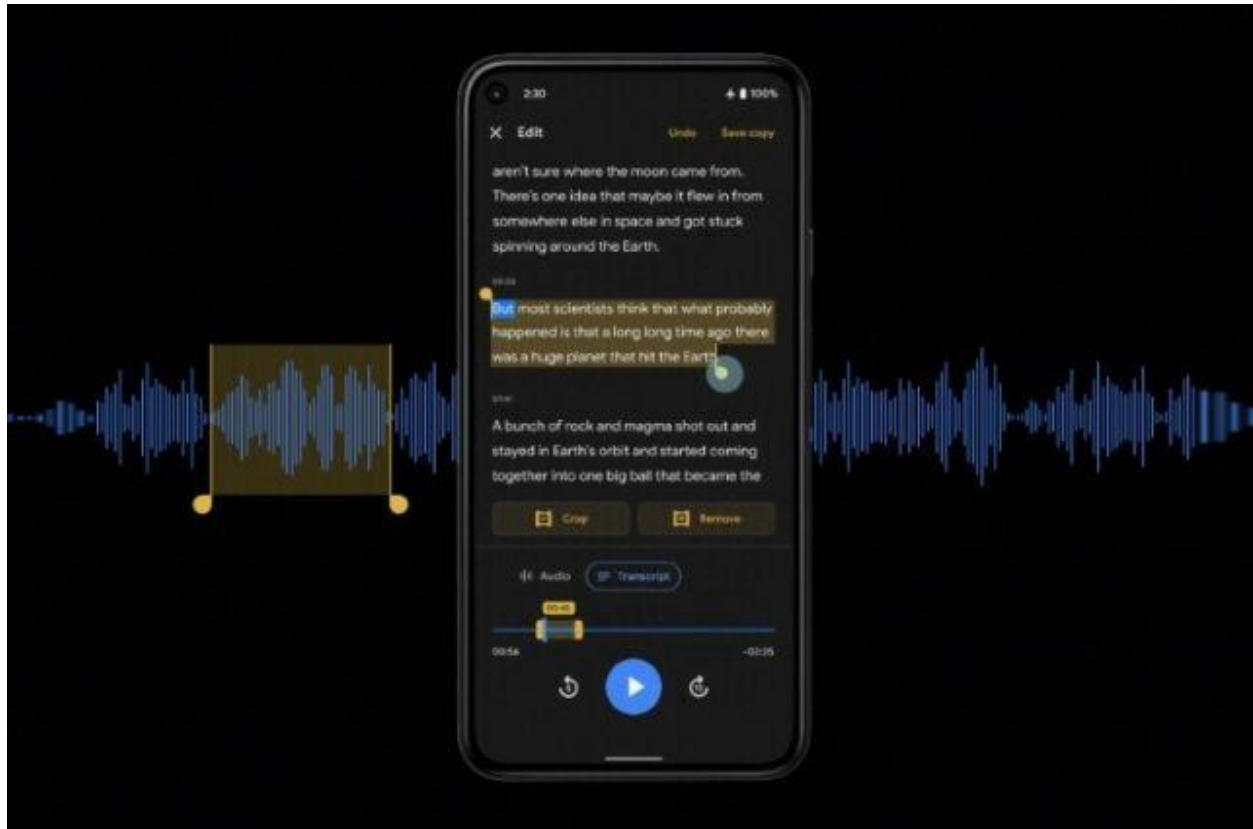 2:30
100%
Edit
Undo
Save copy
aren't sure where the moon came from.
There's one idea that maybe it flew in from
somewhere else in space and got stuck
spinning around the Earth.
But most scientists think that what probably
happened is that a long long time ago there
was a huge planet that hit the Earth.
A bunch of rock and magma shot out and
stayed in Earth's orbit and started coming
together into one big ball that became the
Crop
Remove
Audio
Transcript
00:56